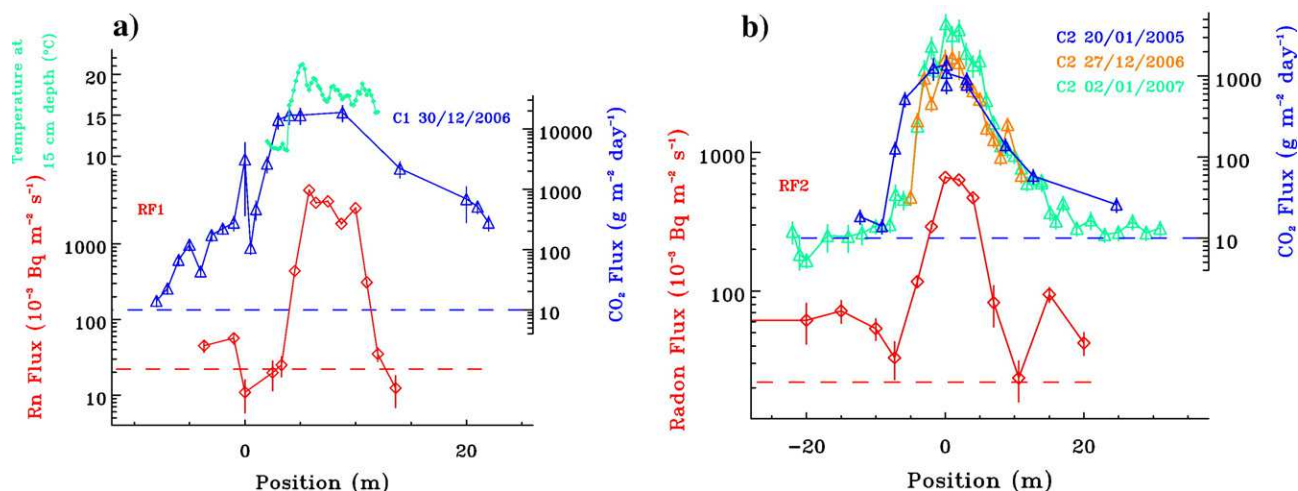 a)
Temperature at
15 cm depth (°C)
20
15
10
C1 30/12/2006
10000
1000
100
10
CO₂ Flux (g m⁻² day⁻¹)
Rn Flux (10⁻³ Bq m⁻² s⁻¹)
RF1
1000
100
10
0
10
20
Position (m)
b)
C2 20/01/2005
C2 27/12/2006
C2 02/01/2007
1000
100
10
CO₂ Flux (g m⁻² day⁻¹)
Radon Flux (10⁻³ Bq m⁻² s⁻¹)
RF2
1000
100
−20
0
20
Position (m)